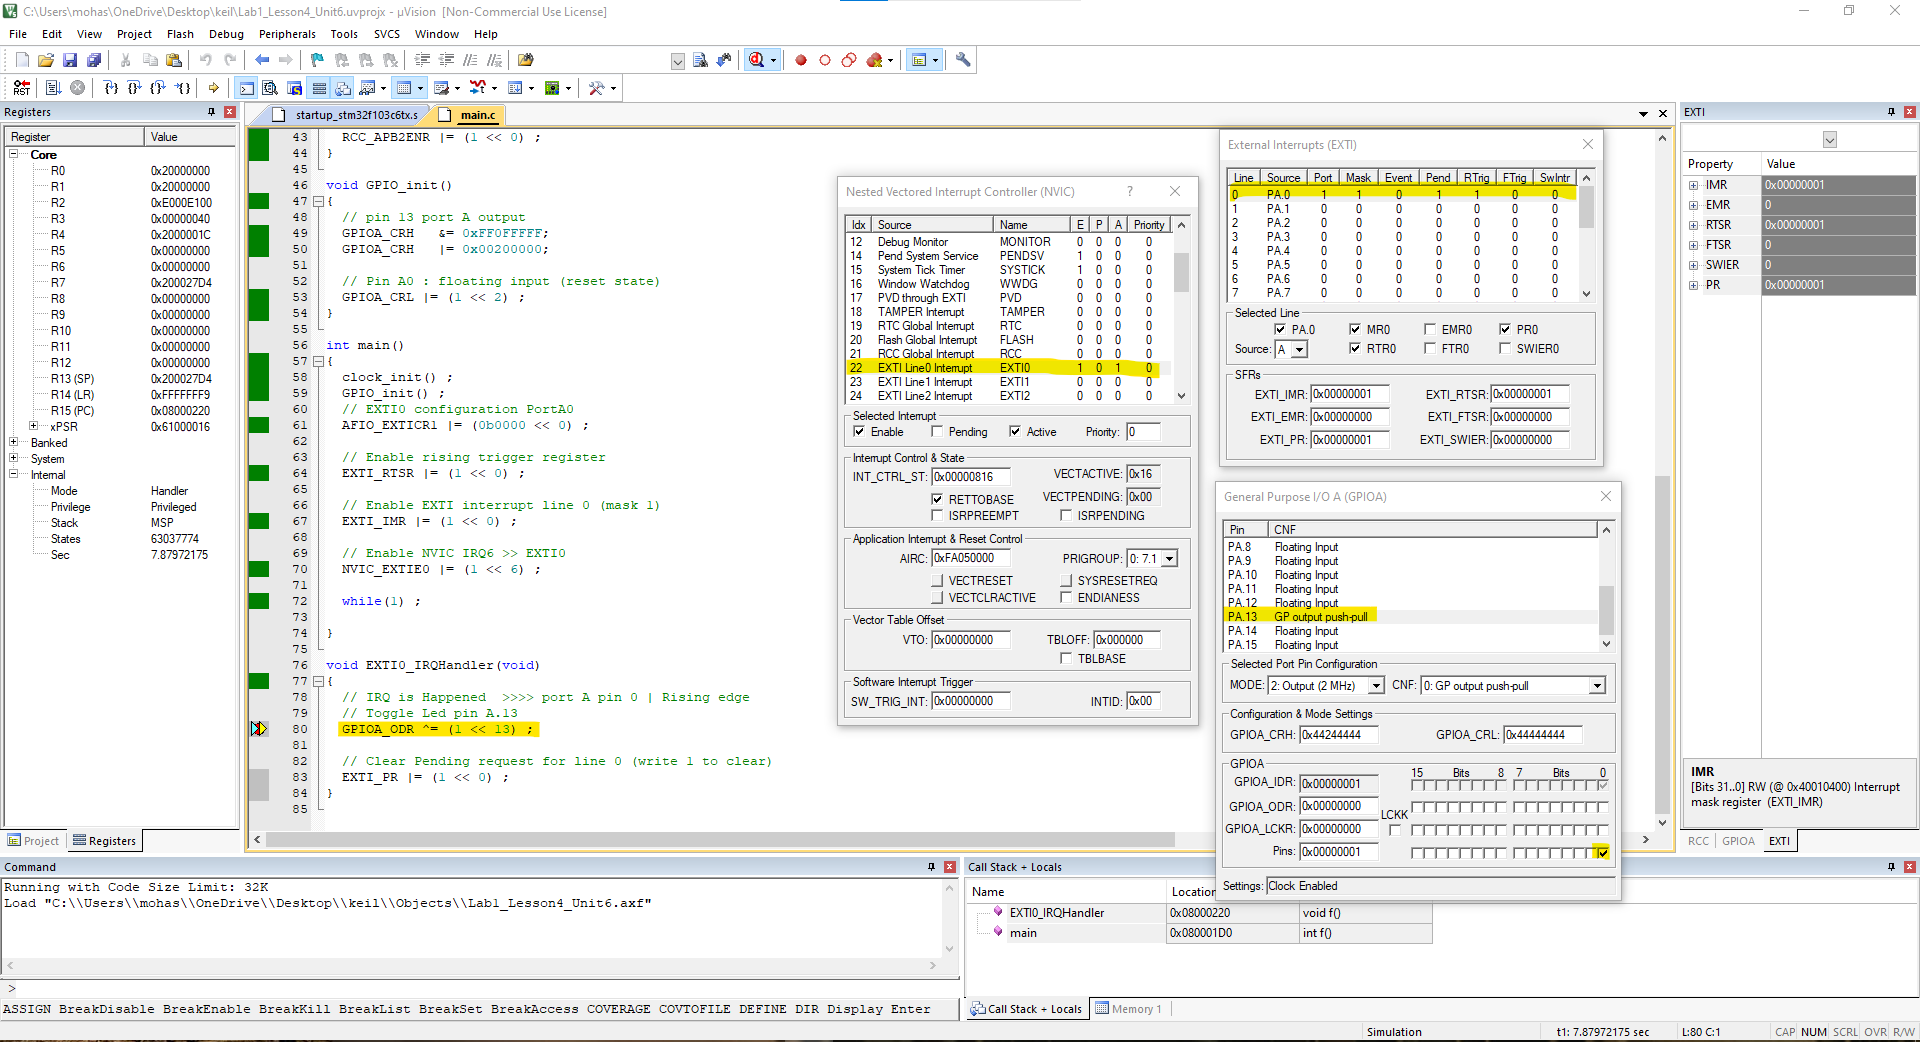 C:\Users\mohas\OneDrive\Desktop\keil\Lab1_Lesson4_Unit6.uvprojx - µVision  [Non-Commercial Use License]
File Edit View Project Flash Debug Peripherals Tools SVCS Window Help
Registers
Register Value
Core
R0 0x20000000
R1 0x20000000
R2 0xE000E100
R3 0x00000040
R4 0x2000001C
R5 0x00000000
R6 0x00000000
R7 0x200027D4
R8 0x00000000
R9 0x00000000
R10 0x00000000
R11 0x00000000
R12 0x00000000
R13 (SP) 0x200027D4
R14 (LR) 0xFFFFFFF9
R15 (PC) 0x08000220
xPSR 0x61000016
Banked
System
Internal
Mode Handler
Privilege Privileged
Stack MSP
States 63037774
Sec 7.87972175
Project Registers
startup_stm32f103c6tx.s main.c
43 RCC_APB2ENR |= (1 << 0) ;
44 }
45
46 void GPIO_init()
47 {
48 // pin 13 port A output
49 GPIOA_CRH   &= 0xFF0FFFFF;
50 GPIOA_CRH   |= 0x00200000;
51
52 // Pin A0 : floating input (reset state)
53 GPIOA_CRL |= (1 << 2) ;
54 }
55
56 int main()
57 {
58 clock_init() ;
59 GPIO_init() ;
60 // EXTI0 configuration PortA0
61 AFIO_EXTICR1 |= (0b0000 << 0) ;
62
63 // Enable rising trigger register
64 EXTI_RTSR |= (1 << 0) ;
65
66 // Enable EXTI interrupt line 0 (mask 1)
67 EXTI_IMR |= (1 << 0) ;
68
69 // Enable NVIC IRQ6 >> EXTI0
70 NVIC_EXTIE0 |= (1 << 6) ;
71
72 while(1) ;
73
74 }
75
76 void EXTI0_IRQHandler(void)
77 {
78 // IRQ is Happened  >>>> port A pin 0 | Rising edge
79 // Toggle Led pin A.13
80 GPIOA_ODR ^= (1 << 13) ;
81
82 // Clear Pending request for line 0 (write 1 to clear)
83 EXTI_PR |= (1 << 0) ;
84 }
85
Nested Vectored Interrupt Controller (NVIC) ?
Idx Source Name E P A Priority
12 Debug Monitor MONITOR 0 0 0 0
14 Pend System Service PENDSV 1 0 0 0
15 System Tick Timer SYSTICK 1 0 0 0
16 Window Watchdog WWDG 0 0 0 0
17 PVD through EXTI PVD 0 0 0 0
18 TAMPER Interrupt TAMPER 0 0 0 0
19 RTC Global Interrupt RTC 0 0 0 0
20 Flash Global Interrupt FLASH 0 0 0 0
21 RCC Global Interrupt RCC 0 0 0 0
22 EXTI Line0 Interrupt EXTI0 1 0 1 0
23 EXTI Line1 Interrupt EXTI1 0 0 0 0
24 EXTI Line2 Interrupt EXTI2 0 0 0 0
Selected Interrupt
Enable Pending Active Priority: 0
Interrupt Control & State
INT_CTRL_ST: 0x00000816 VECTACTIVE: 0x16
RETTOBASE VECTPENDING: 0x00
ISRPREEMPT ISRPENDING
Application Interrupt & Reset Control
AIRC: 0xFA050000 PRIGROUP: 0: 7.1
VECTRESET SYSRESETREQ
VECTCLRACTIVE ENDIANESS
Vector Table Offset
VTO: 0x00000000 TBLOFF: 0x000000
TBLBASE
Software Interrupt Trigger
SW_TRIG_INT: 0x00000000 INTID: 0x00
External Interrupts (EXTI)
Line Source Port Mask Event Pend RTrig FTrig SwIntr
0 PA.0 1 1 0 1 1 0 0
1 PA.1 0 0 0 0 0 0 0
2 PA.2 0 0 0 0 0 0 0
3 PA.3 0 0 0 0 0 0 0
4 PA.4 0 0 0 0 0 0 0
5 PA.5 0 0 0 0 0 0 0
6 PA.6 0 0 0 0 0 0 0
7 PA.7 0 0 0 0 0 0 0
Selected Line
PA.0 MR0 EMR0 PR0
Source: A RTR0 FTR0 SWIER0
SFRs
EXTI_IMR: 0x00000001 EXTI_RTSR: 0x00000001
EXTI_EMR: 0x00000000 EXTI_FTSR: 0x00000000
EXTI_PR: 0x00000001 EXTI_SWIER: 0x00000000
General Purpose I/O A (GPIOA)
Pin CNF
PA.8 Floating Input
PA.9 Floating Input
PA.10 Floating Input
PA.11 Floating Input
PA.12 Floating Input
PA.13 GP output push-pull
PA.14 Floating Input
PA.15 Floating Input
Selected Port Pin Configuration
MODE: 2: Output (2 MHz) CNF: 0: GP output push-pull
Configuration & Mode Settings
GPIOA_CRH: 0x44244444 GPIOA_CRL: 0x44444444
GPIOA
15 Bits 8 7 Bits 0
GPIOA_IDR: 0x00000001
GPIOA_ODR: 0x00000000
LCKK
GPIOA_LCKR: 0x00000000
Pins: 0x00000001
Settings: Clock Enabled
EXTI
Property Value
IMR 0x00000001
EMR 0
RTSR 0x00000001
FTSR 0
SWIER 0
PR 0x00000001
IMR
[Bits 31..0] RW (@ 0x40010400) Interrupt
mask register  (EXTI_IMR)
RCC GPIOA EXTI
Command
Running with Code Size Limit: 32K
Load "C:\\Users\\mohas\\OneDrive\\Desktop\\keil\\Objects\\Lab1_Lesson4_Unit6.axf"
>
ASSIGN BreakDisable BreakEnable BreakKill BreakList BreakSet BreakAccess COVERAGE COVTOFILE DEFINE DIR Display Enter
Call Stack + Locals
Name Location
EXTI0_IRQHandler 0x08000220 void f()
main 0x080001D0 int f()
Call Stack + Locals Memory 1
Simulation t1: 7.87972175 sec L:80 C:1 CAP NUM SCRL OVR R/W